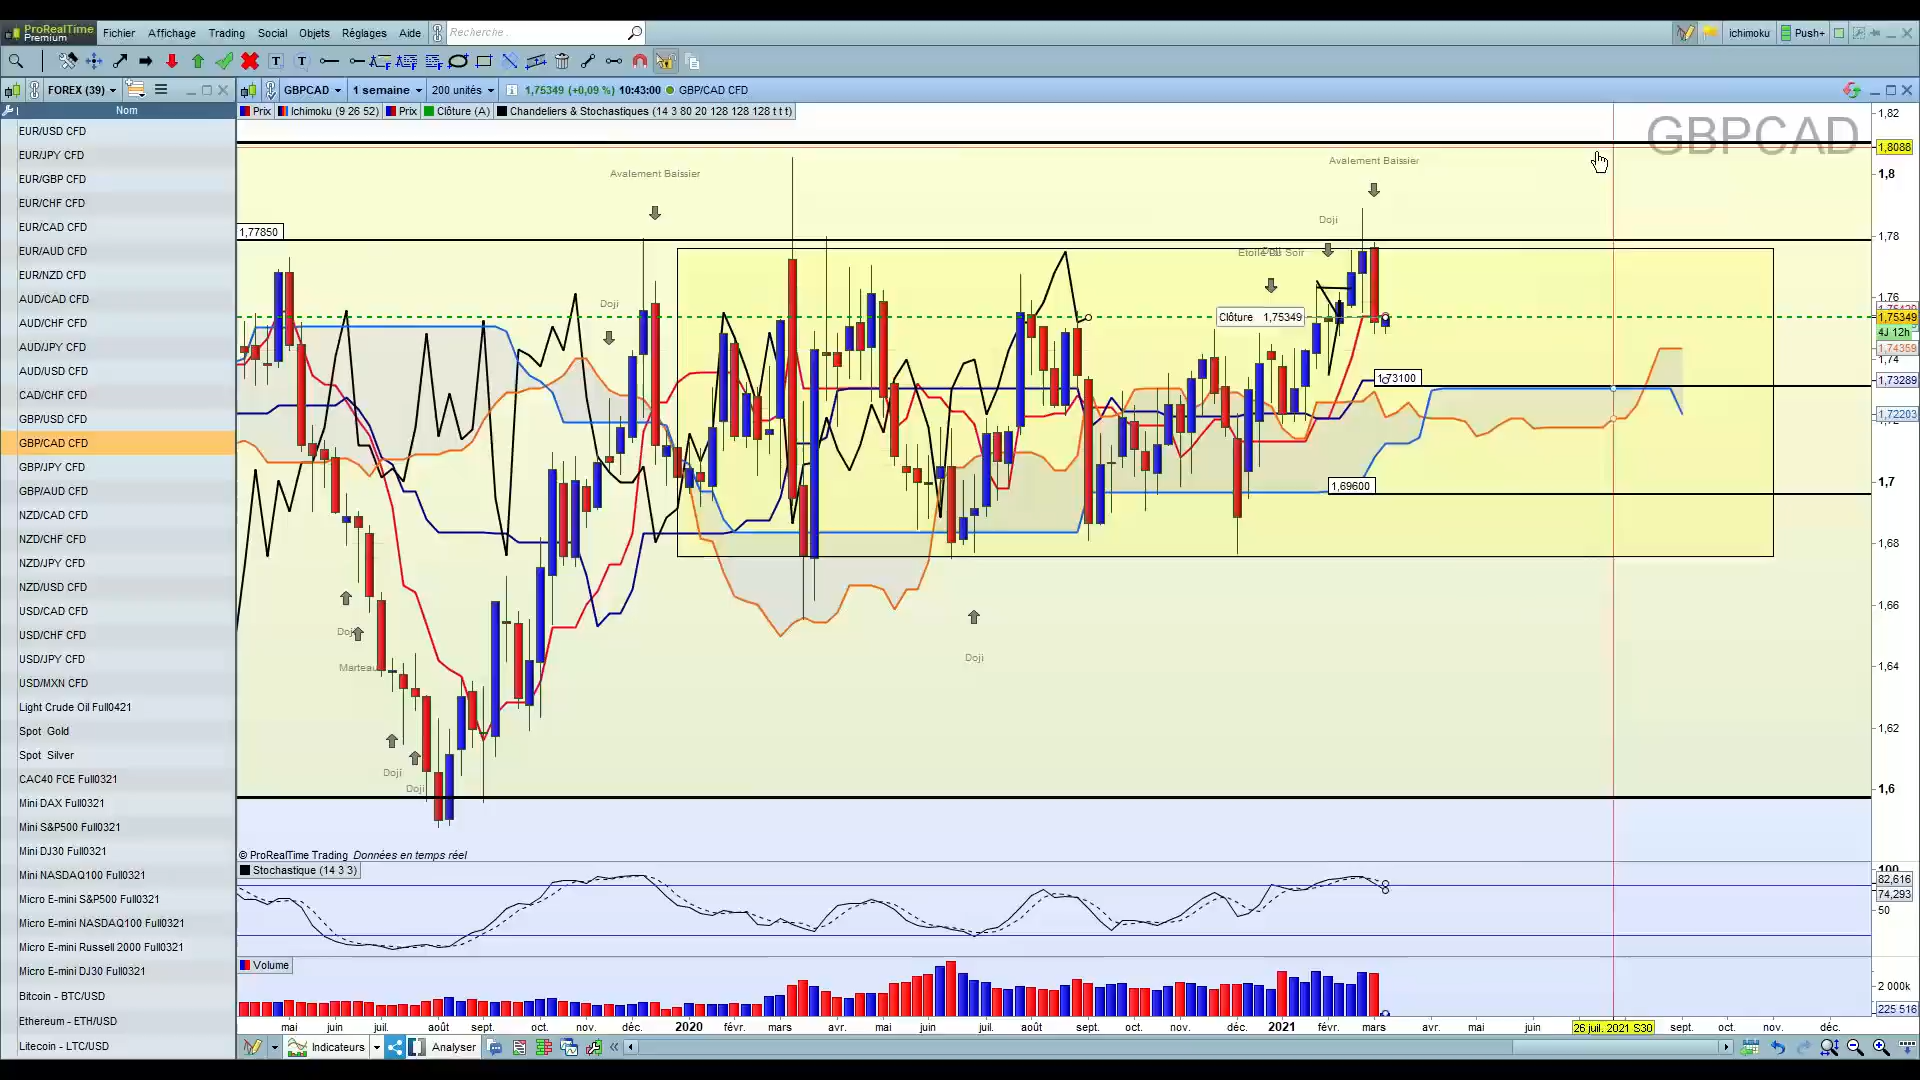 ProRealTime
Premium
Fichier Affichage Trading Social Objets Réglages Aide Recherche... ichimoku Push+
FOREX (39) GBPCAD 1 semaine 200 unités 1,75349 (+0,09 %) 10:43:00 GBP/CAD CFD
Nom
Prix Ichimoku (9 26 52) Prix Clôture (A) Chandeliers & Stochastiques (14 3 80 20 128 128 128 t t t)
EUR/USD CFD
EUR/JPY CFD
EUR/GBP CFD
EUR/CHF CFD
EUR/CAD CFD
EUR/AUD CFD
EUR/NZD CFD
AUD/CAD CFD
AUD/CHF CFD
AUD/JPY CFD
AUD/USD CFD
CAD/CHF CFD
GBP/USD CFD
GBP/CAD CFD
GBP/JPY CFD
GBP/AUD CFD
NZD/CAD CFD
NZD/CHF CFD
NZD/JPY CFD
NZD/USD CFD
USD/CAD CFD
USD/CHF CFD
USD/JPY CFD
USD/MXN CFD
Light Crude Oil Full0421
Spot Gold
Spot Silver
CAC40 FCE Full0321
Mini DAX Full0321
Mini S&P500 Full0321
Mini DJ30 Full0321
Mini NASDAQ100 Full0321
Micro E-mini S&P500 Full0321
Micro E-mini NASDAQ100 Full0321
Micro E-mini Russell 2000 Full0321
Micro E-mini DJ30 Full0321
Bitcoin - BTC/USD
Ethereum - ETH/USD
Litecoin - LTC/USD
GBPCAD
Avalement Baissier
Avalement Baissier
Doji
1,77850
Etoile Du Soir
Doji
Clôture 1,75349
1,73100
1,69600
Doji
Marteau
Doji
Doji
Doji
1,82
1,8088
1,8
1,78
1,76
1,75349
4J 12h
1,74359
1,74
1,73289
1,72203
1,72
1,7
1,68
1,66
1,64
1,62
1,6
© ProRealTime Trading Données en temps réel
Stochastique (14 3 3)
100
82,616
74,293
50
Volume
2 000k
225 516
mai juin juil. août sept. oct. nov. déc. 2020 févr. mars avr. mai juin juil. août sept. oct. nov. déc. 2021 févr. mars avr. mai juin 26 juil. 2021 S30 sept. oct. nov. déc.
Indicateurs Analyser